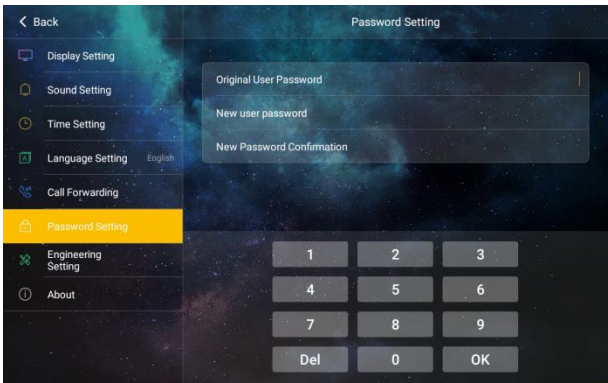 Back
Password Setting
Display Setting
Sound Setting
Time Setting
Language Setting English
Call Forwarding
Password Setting
Engineering
Setting
About
Original User Password
New user password
New Password Confirmation
1 2 3
4 5 6
7 8 9
Del 0 OK